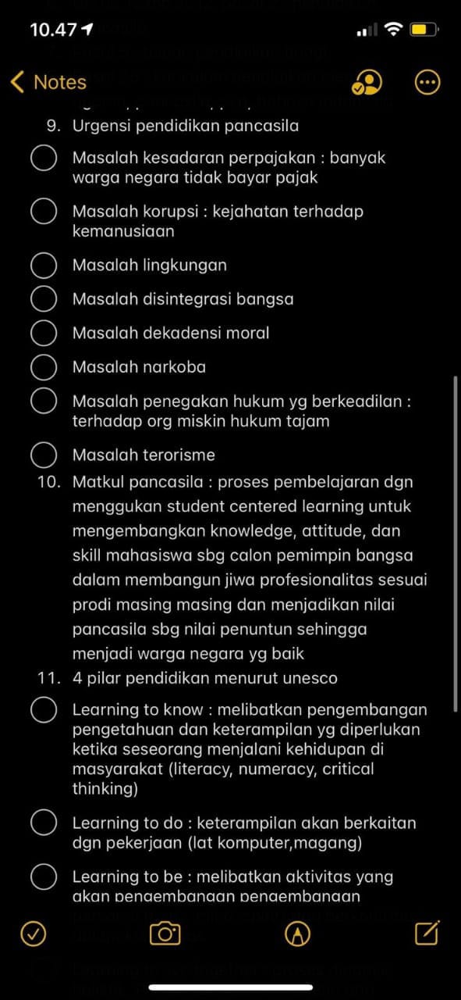 10.47
Notes
9. Urgensi pendidikan pancasila
Masalah kesadaran perpajakan : banyak
warga negara tidak bayar pajak
Masalah korupsi : kejahatan terhadap
kemanusiaan
Masalah lingkungan
Masalah disintegrasi bangsa
Masalah dekadensi moral
Masalah narkoba
Masalah penegakan hukum yg berkeadilan :
terhadap org miskin hukum tajam
Masalah terorisme
10. Matkul pancasila : proses pembelajaran dgn
menggukan student centered learning untuk
mengembangkan knowledge, attitude, dan
skill mahasiswa sbg calon pemimpin bangsa
dalam membangun jiwa profesionalitas sesuai
prodi masing masing dan menjadikan nilai
pancasila sbg nilai penuntun sehingga
menjadi warga negara yg baik
11. 4 pilar pendidikan menurut unesco
Learning to know : melibatkan pengembangan
pengetahuan dan keterampilan yg diperlukan
ketika seseorang menjalani kehidupan di
masyarakat (literacy, numeracy, critical
thinking)
Learning to do : keterampilan akan berkaitan
dgn pekerjaan (lat komputer,magang)
Learning to be : melibatkan aktivitas yang
akan pengembangan pengembangan